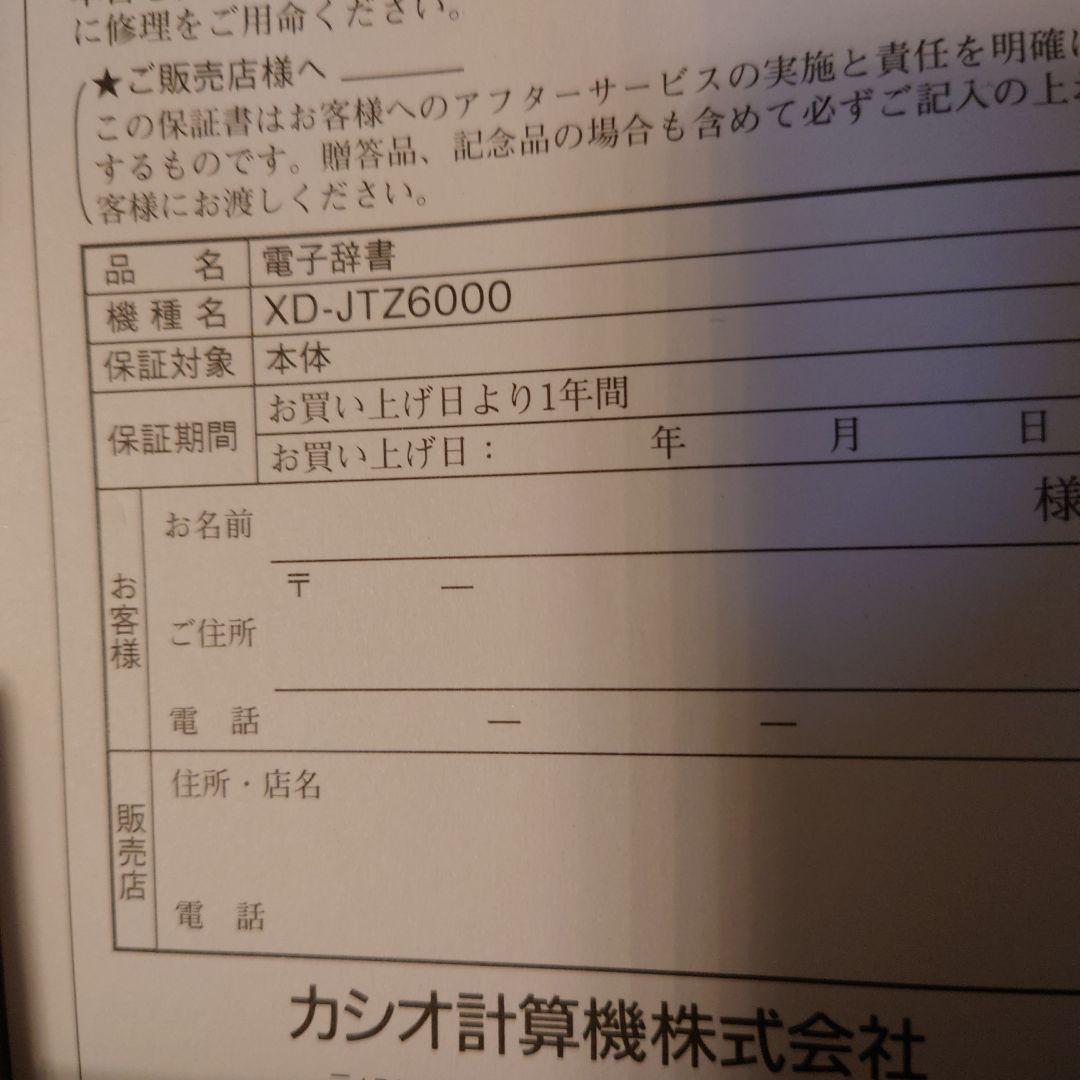 に修理をご用命ください。
★ご販売店様へ
この保証書はお客様へのアフターサービスの実施と責任を明確に
するものです。贈答品、記念品の場合も含めて必ずご記入の上お
客様にお渡しください。
品 名 電子辞書
機種名 XD-JTZ6000
保証対象 本体
保証期間 お買い上げ日より1年間
お買い上げ日： 年 月 日
お客様
お名前 様
〒 ―
ご住所
電 話 ― ―
販売店
住所・店名
電 話
カシオ計算機株式会社